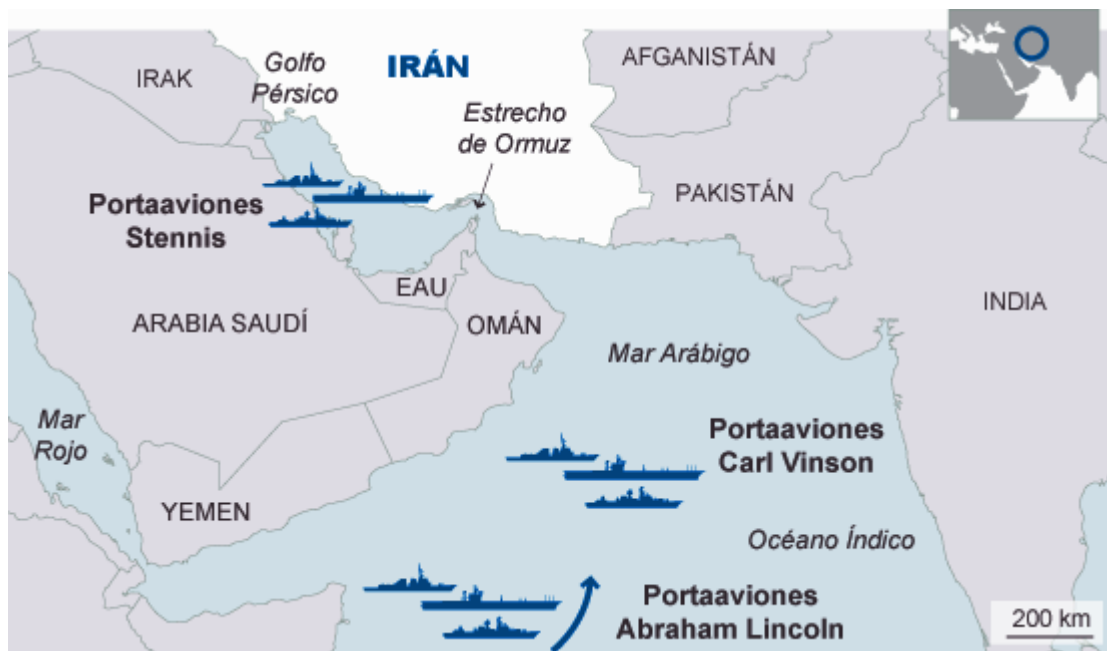 IRAK
Golfo
Pérsico
IRÁN
AFGANISTÁN
Estrecho
de Ormuz
PAKISTÁN
Portaaviones
Stennis
EAU
ARABIA SAUDÍ
OMÁN
INDIA
Mar Arábigo
Mar
Rojo
Portaaviones
Carl Vinson
YEMEN
Océano Índico
Portaaviones
Abraham Lincoln
200 km